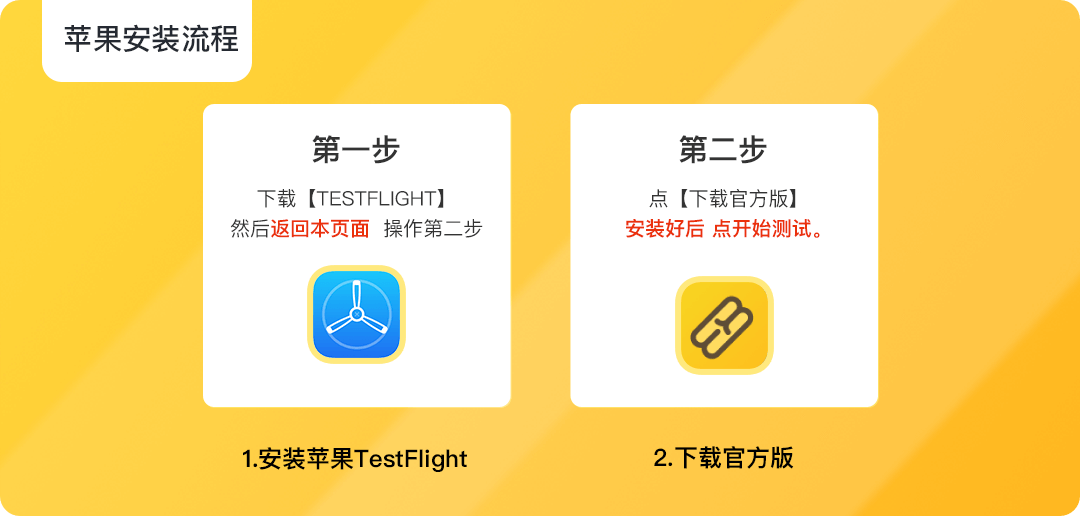 苹果安装流程
第一步
下载【TESTFLIGHT】
然后返回本页面 操作第二步
1.安装苹果TestFlight
第二步
点【下载官方版】
安装好后 点开始测试。
2.下载官方版